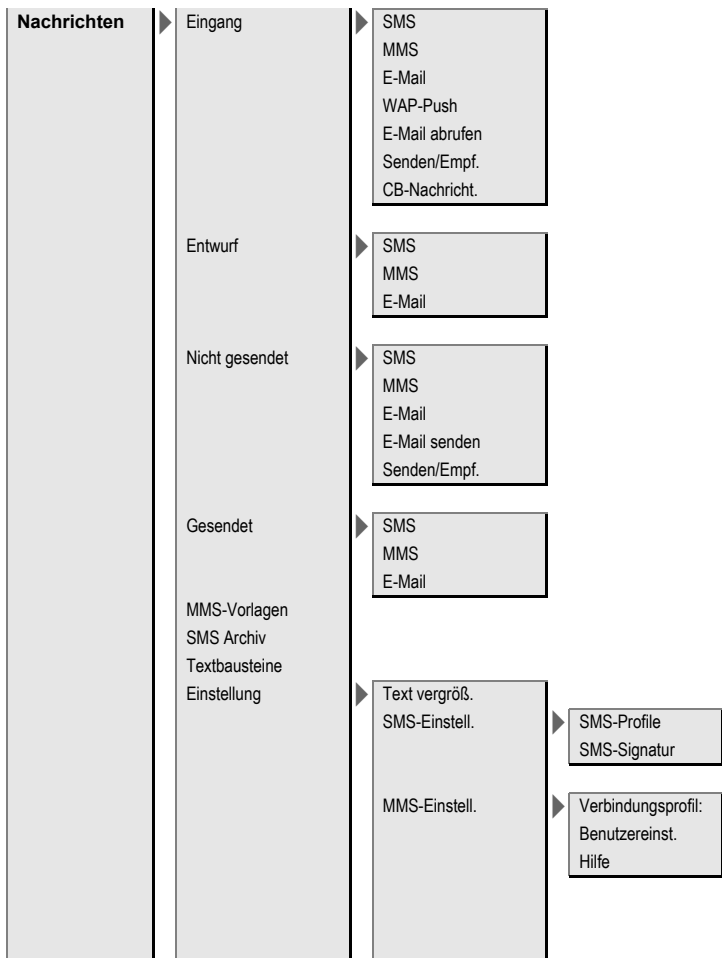 Nachrichten
Eingang
SMS
MMS
E-Mail
WAP-Push
E-Mail abrufen
Senden/Empf.
CB-Nachricht.
Entwurf
SMS
MMS
E-Mail
Nicht gesendet
SMS
MMS
E-Mail
E-Mail senden
Senden/Empf.
Gesendet
SMS
MMS
E-Mail
MMS-Vorlagen
SMS Archiv
Textbausteine
Einstellung
Text vergröß.
SMS-Einstell.
SMS-Profile
SMS-Signatur
MMS-Einstell.
Verbindungsprofil:
Benutzereinst.
Hilfe